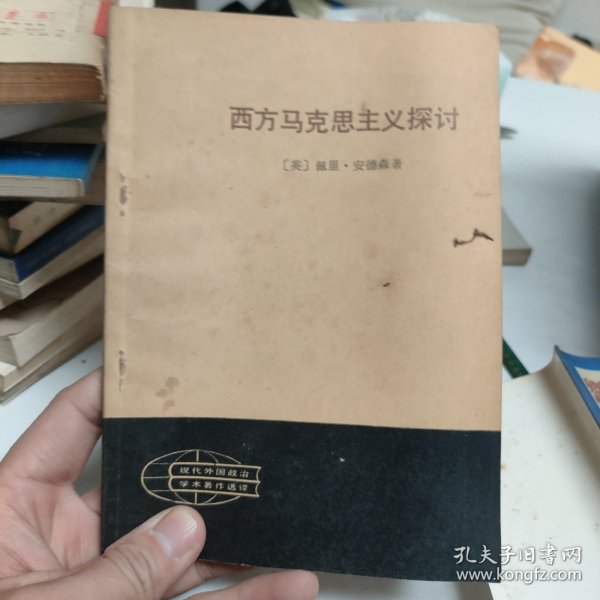 西方马克思主义探讨
〔英〕佩里·安德森著
现代外国政治
学术著作选译
孔夫子旧书网
www.kongfz.com